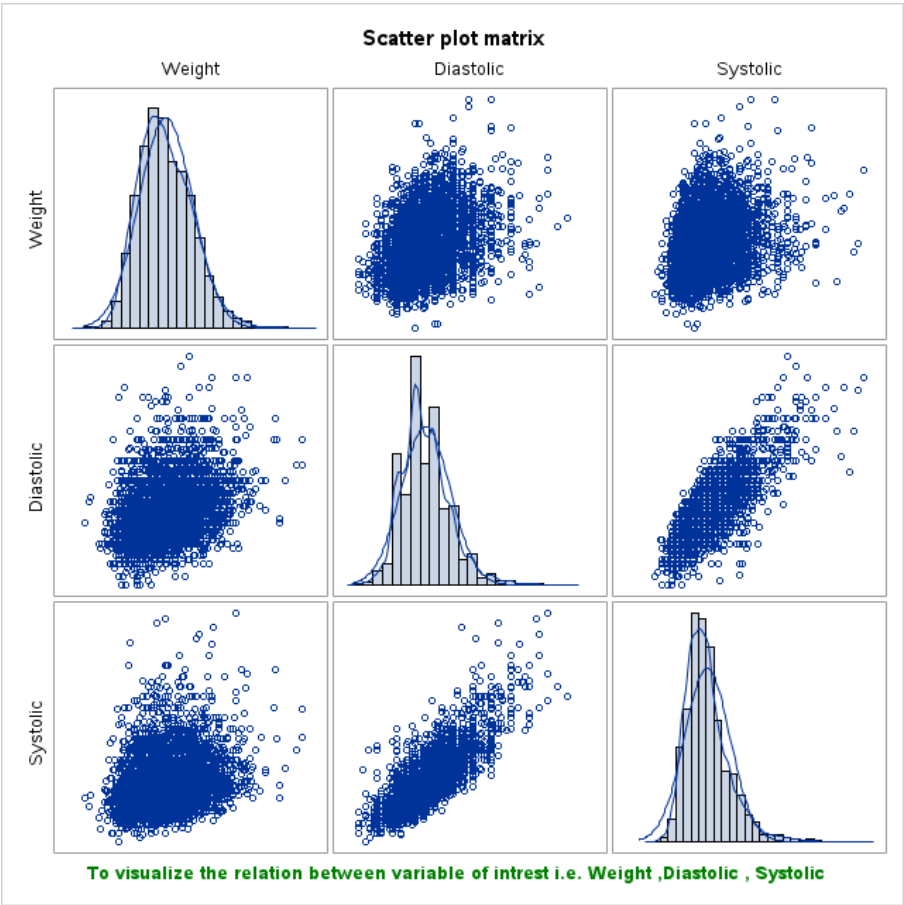 Scatter plot matrix
Weight Diastolic Systolic
Weight
Diastolic
Systolic
To visualize the relation between variable of intrest i.e. Weight ,Diastolic , Systolic